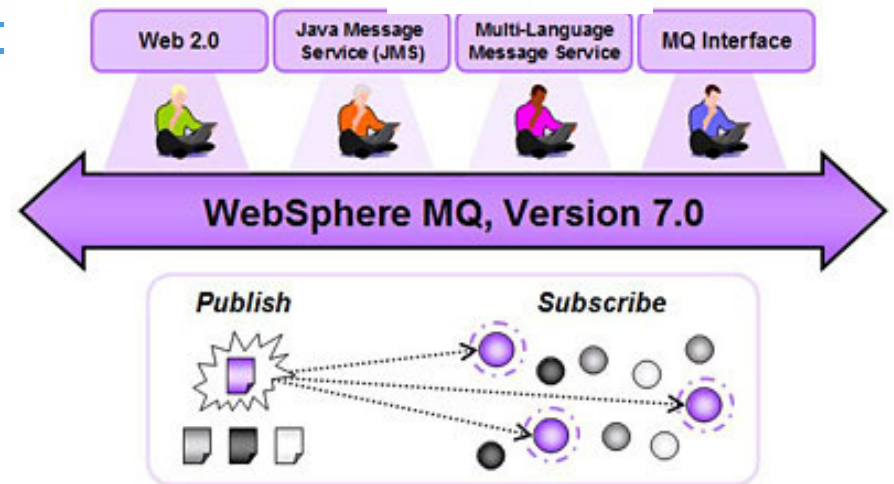 Web 2.0
Java Message
Service (JMS)
Multi-Language
Message Service
MQ Interface
WebSphere MQ, Version 7.0
Publish
Subscribe